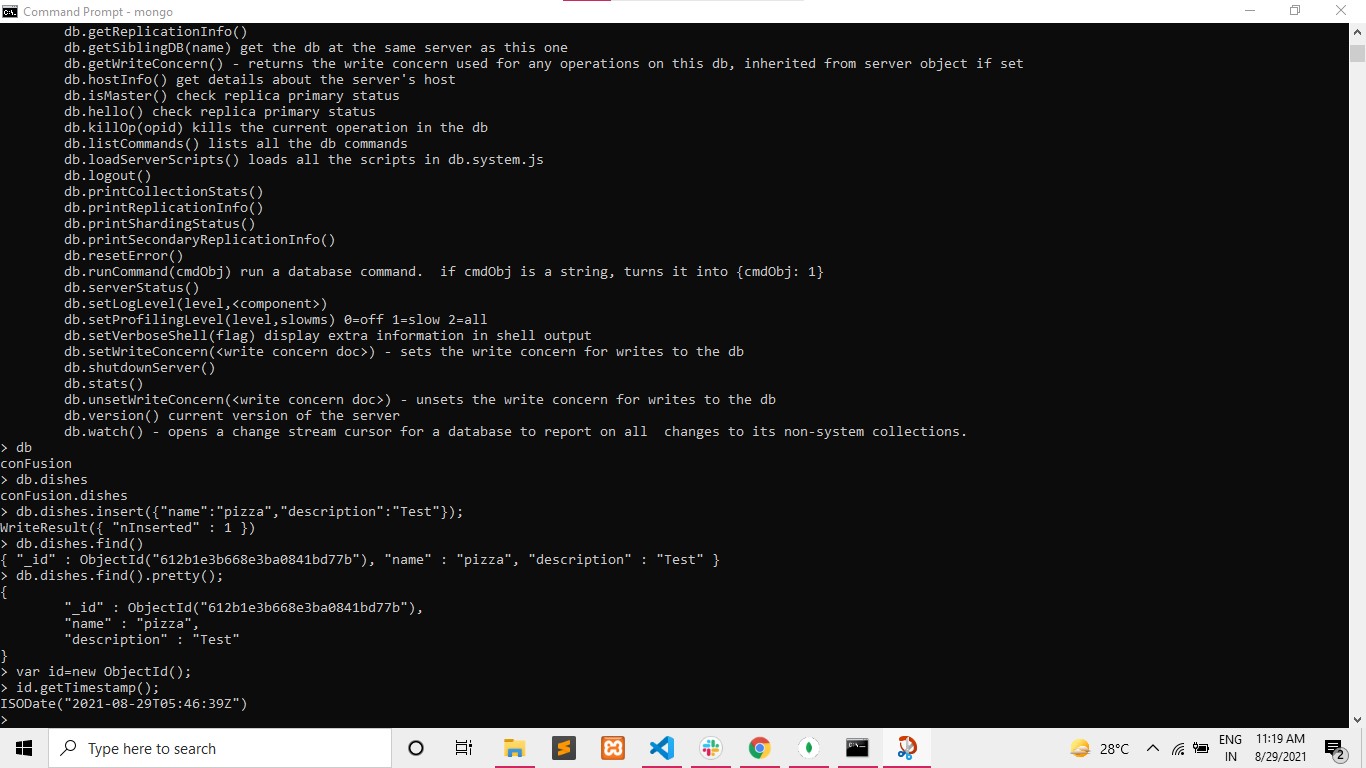 Command Prompt - mongo
db.getReplicationInfo()
db.getSiblingDB(name) get the db at the same server as this one
db.getWriteConcern() - returns the write concern used for any operations on this db, inherited from server object if set
db.hostInfo() get details about the server's host
db.isMaster() check replica primary status
db.hello() check replica primary status
db.killOp(opid) kills the current operation in the db
db.listCommands() lists all the db commands
db.loadServerScripts() loads all the scripts in db.system.js
db.logout()
db.printCollectionStats()
db.printReplicationInfo()
db.printShardingStatus()
db.printSecondaryReplicationInfo()
db.resetError()
db.runCommand(cmdObj) run a database command.  if cmdObj is a string, turns it into {cmdObj: 1}
db.serverStatus()
db.setLogLevel(level,<component>)
db.setProfilingLevel(level,slowms) 0=off 1=slow 2=all
db.setVerboseShell(flag) display extra information in shell output
db.setWriteConcern(<write concern doc>) - sets the write concern for writes to the db
db.shutdownServer()
db.stats()
db.unsetWriteConcern(<write concern doc>) - unsets the write concern for writes to the db
db.version() current version of the server
db.watch() - opens a change stream cursor for a database to report on all  changes to its non-system collections.
> db
conFusion
> db.dishes
conFusion.dishes
> db.dishes.insert({"name":"pizza","description":"Test"});
WriteResult({ "nInserted" : 1 })
> db.dishes.find()
{ "_id" : ObjectId("612b1e3b668e3ba0841bd77b"), "name" : "pizza", "description" : "Test" }
> db.dishes.find().pretty();
{
"_id" : ObjectId("612b1e3b668e3ba0841bd77b"),
"name" : "pizza",
"description" : "Test"
}
> var id=new ObjectId();
> id.getTimestamp();
ISODate("2021-08-29T05:46:39Z")
>
Type here to search
28°C
ENG
IN
11:19 AM
8/29/2021
2